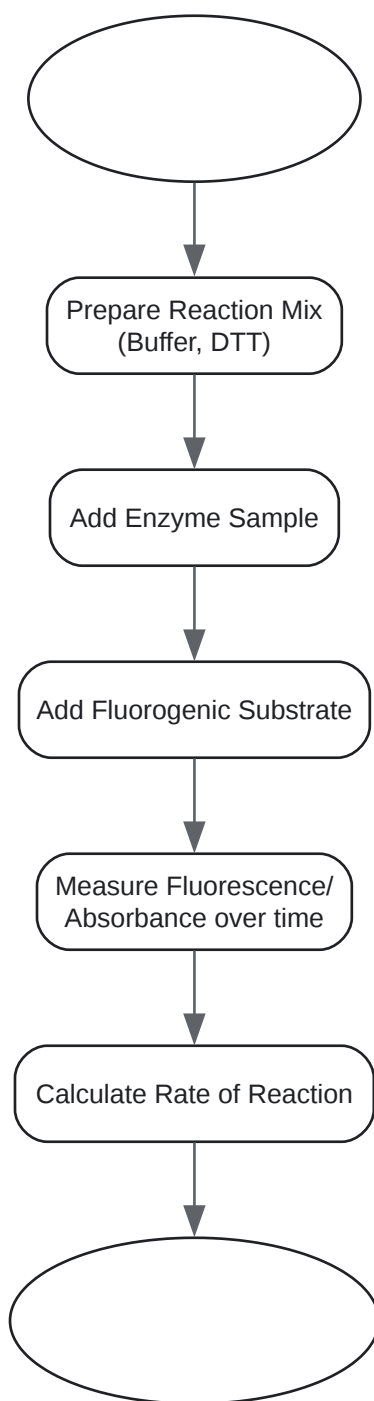 Prepare Reaction Mix
(Buffer, DTT)
Add Enzyme Sample
Add Fluorogenic Substrate
Measure Fluorescence/
Absorbance over time
Calculate Rate of Reaction